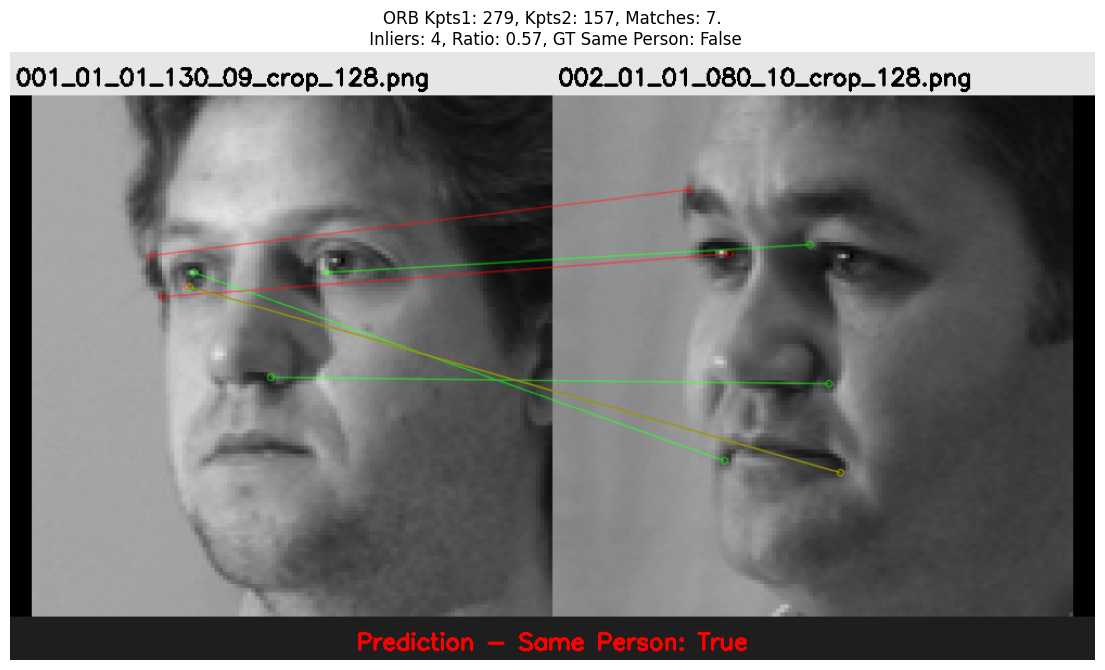 ORB Kpts1: 279, Kpts2: 157, Matches: 7.
Inliers: 4, Ratio: 0.57, GT Same Person: False
001_01_01_130_09_crop_128.png
002_01_01_080_10_crop_128.png
Prediction - Same Person: True